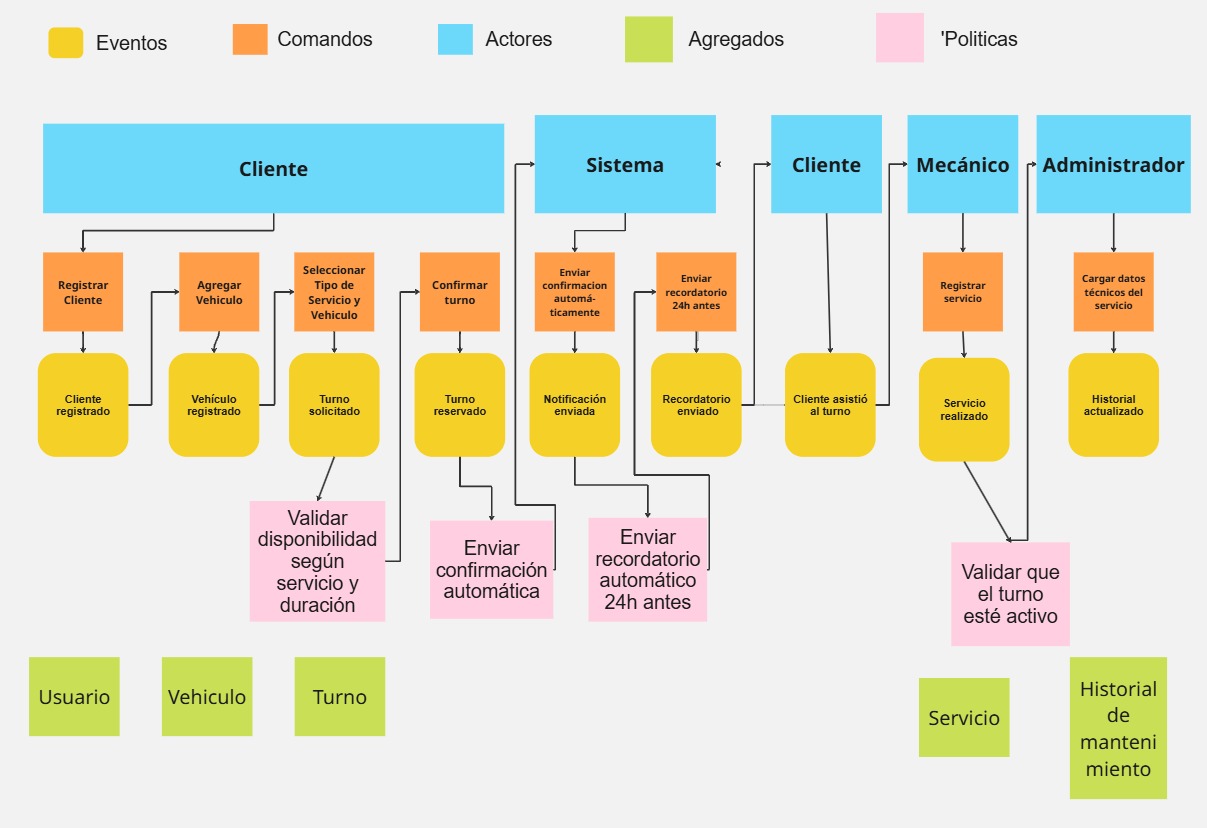 Eventos
Comandos
Actores
Agregados
'Politicas
Cliente
Sistema
Cliente
Mecánico
Administrador
Registrar
Cliente
Agregar
Vehiculo
Seleccionar
Tipo de
Servicio y
Vehiculo
Confirmar
turno
Enviar
confirmacion
automá-
ticamente
Enviar
recordatorio
24h antes
Registrar
servicio
Cargar datos
técnicos del
servicio
Cliente
registrado
Vehículo
registrado
Turno
solicitado
Turno
reservado
Notificación
enviada
Recordatorio
enviado
Cliente asistió
al turno
Servicio
realizado
Historial
actualizado
Validar
disponibilidad
según
servicio y
duración
Enviar
confirmación
automática
Enviar
recordatorio
automático
24h antes
Validar que
el turno
esté activo
Usuario
Vehiculo
Turno
Servicio
Historial
de
manteni
miento